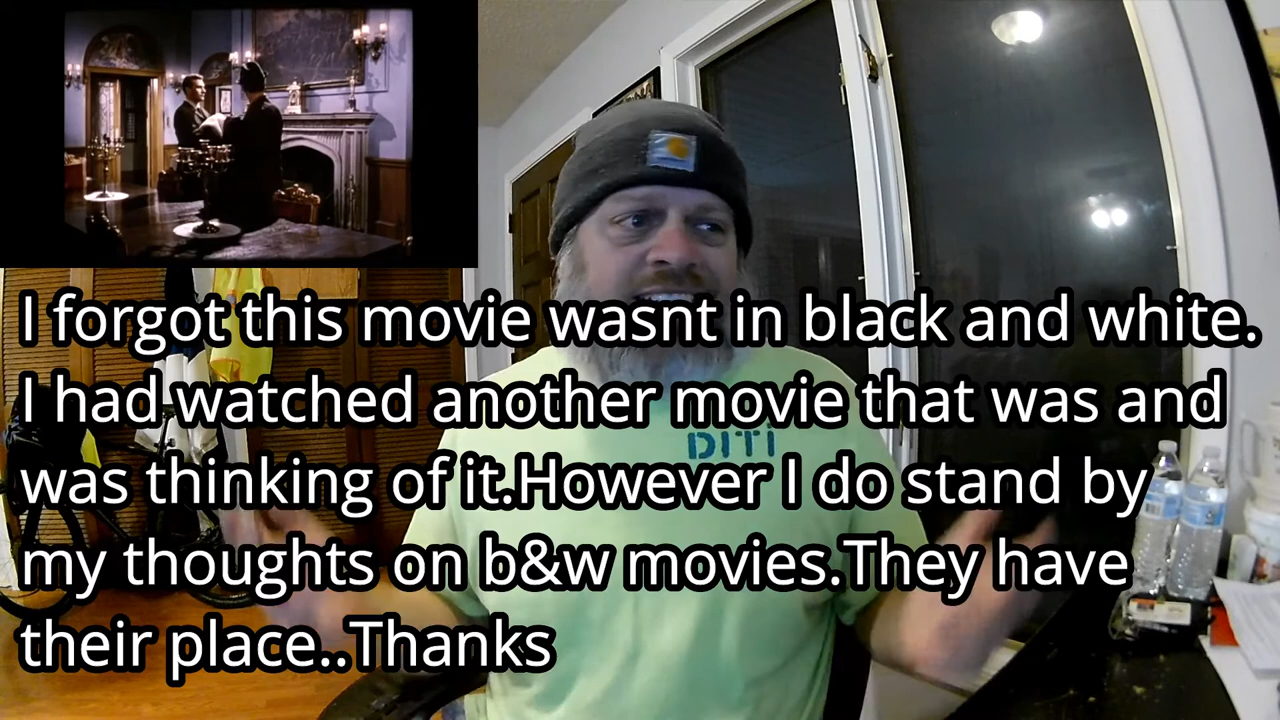 I forgot this movie wasnt in black and white.
I had watched another movie that was and
was thinking of it.However I do stand by
my thoughts on b&w movies.They have
their place..Thanks
DITI